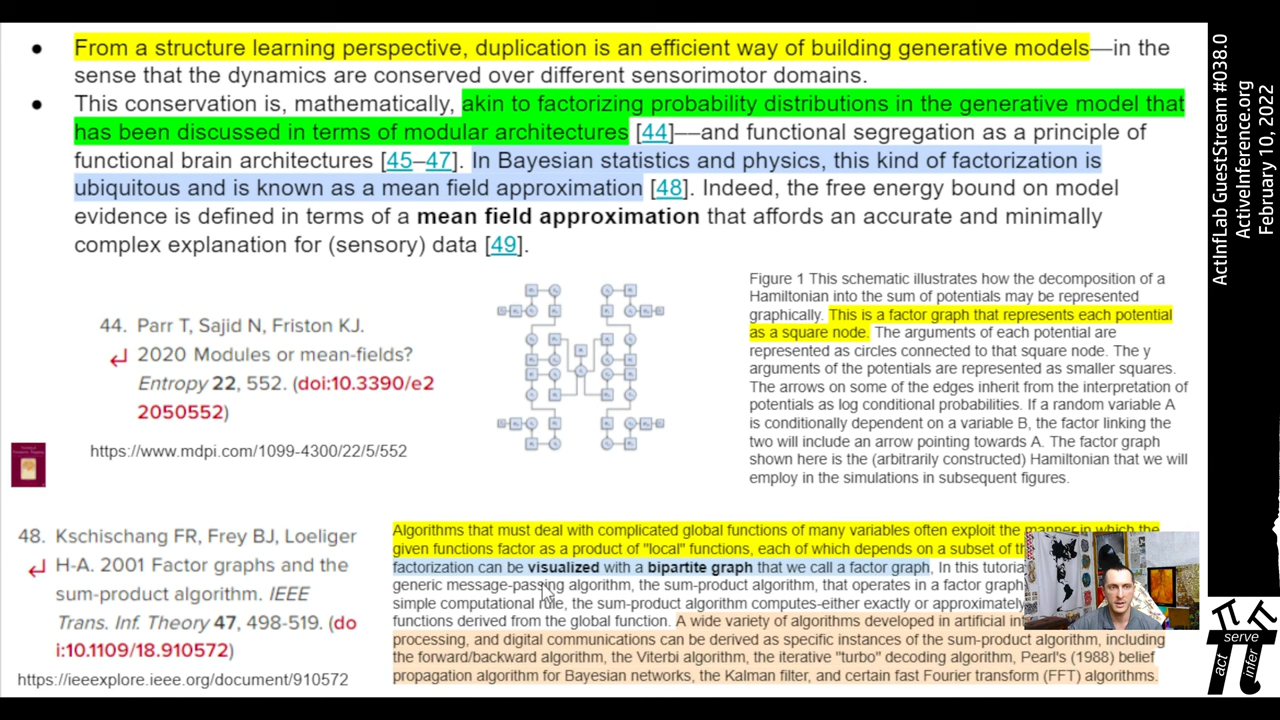 ● From a structure learning perspective, duplication is an efficient way of building generative models—in the
sense that the dynamics are conserved over different sensorimotor domains.
● This conservation is, mathematically, akin to factorizing probability distributions in the generative model that
has been discussed in terms of modular architectures [44]—and functional segregation as a principle of
functional brain architectures [45–47]. In Bayesian statistics and physics, this kind of factorization is
ubiquitous and is known as a mean field approximation [48]. Indeed, the free energy bound on model
evidence is defined in terms of a mean field approximation that affords an accurate and minimally
complex explanation for (sensory) data [49].
44. Parr T, Sajid N, Friston KJ.
2020 Modules or mean-fields?
Entropy 22, 552. (doi:10.3390/e2
2050552)
https://www.mdpi.com/1099-4300/22/5/552
Figure 1 This schematic illustrates how the decomposition of a
Hamiltonian into the sum of potentials may be represented
graphically. This is a factor graph that represents each potential
as a square node. The arguments of each potential are
represented as circles connected to that square node. The y
arguments of the potentials are represented as smaller squares.
The arrows on some of the edges inherit from the interpretation of
potentials as log conditional probabilities. If a random variable A
is conditionally dependent on a variable B, the factor linking the
two will include an arrow pointing towards A. The factor graph
shown here is the (arbitrarily constructed) Hamiltonian that we will
employ in the simulations in subsequent figures.
48. Kschischang FR, Frey BJ, Loeliger
H-A. 2001 Factor graphs and the
sum-product algorithm. IEEE
Trans. Inf. Theory 47, 498-519. (do
i:10.1109/18.910572)
https://ieeexplore.ieee.org/document/910572
Algorithms that must deal with complicated global functions of many variables often exploit the manner in which the
given functions factor as a product of "local" functions, each of which depends on a subset of
factorization can be visualized with a bipartite graph that we call a factor graph, In this tutorial
generic message-passing algorithm, the sum-product algorithm, that operates in a factor graph
simple computational rule, the sum-product algorithm computes-either exactly or approximately
functions derived from the global function. A wide variety of algorithms developed in artificial
processing, and digital communications can be derived as specific instances of the sum-product algorithm, including
the forward/backward algorithm, the Viterbi algorithm, the iterative "turbo" decoding algorithm, Pearl's (1988) belief
propagation algorithm for Bayesian networks, the Kalman filter, and certain fast Fourier transform (FFT) algorithms.
ActInfLab GuestStream #038.0
ActiveInference.org
February 10, 2022
serve
act
infer